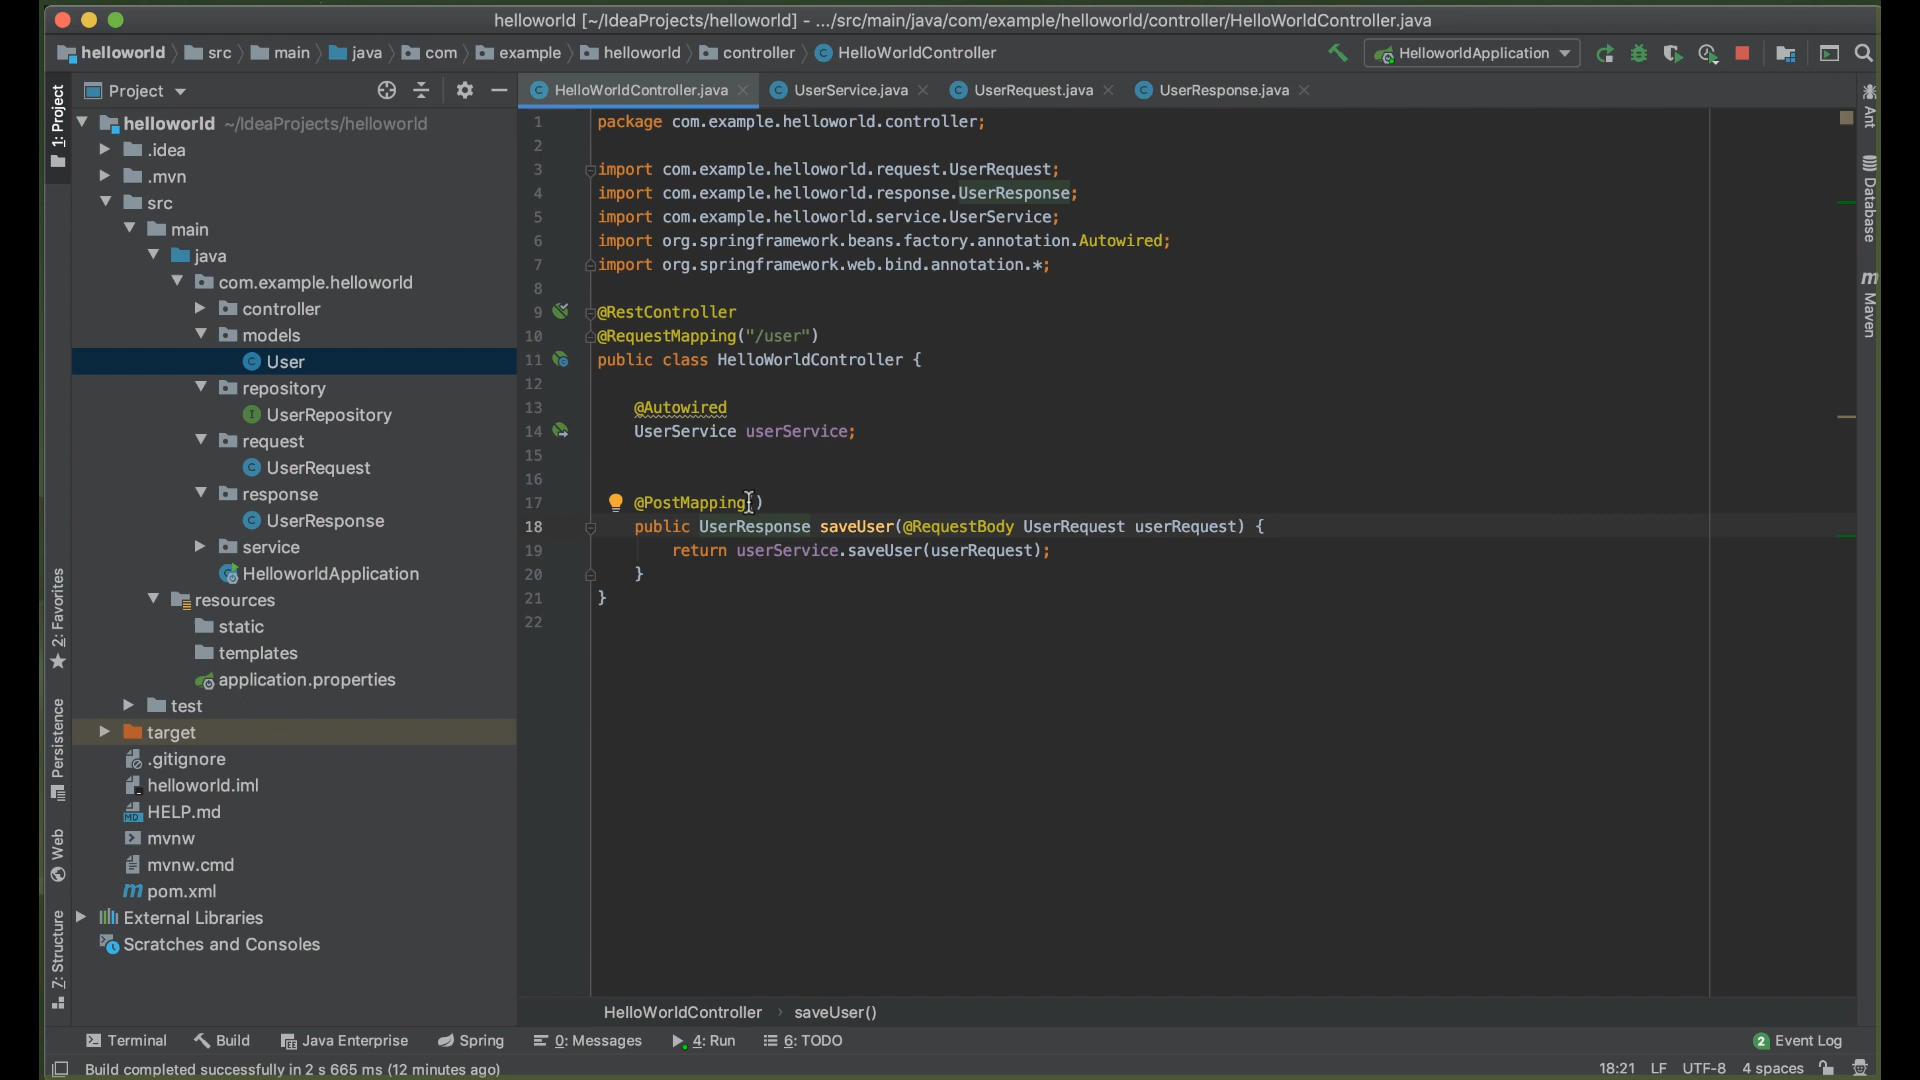 helloworld [~/IdeaProjects/helloworld] - .../src/main/java/com/example/helloworld/controller/HelloWorldController.java
helloworld src main java com example helloworld controller HelloWorldController
HelloworldApplication
1: Project
Project
HelloWorldController.java UserService.java UserRequest.java UserResponse.java
helloworld ~/IdeaProjects/helloworld
.idea
.mvn
src
main
java
com.example.helloworld
controller
models
User
repository
UserRepository
request
UserRequest
response
UserResponse
service
HelloworldApplication
resources
static
templates
application.properties
test
target
.gitignore
helloworld.iml
HELP.md
mvnw
mvnw.cmd
pom.xml
External Libraries
Scratches and Consoles
2: Favorites
Persistence
Web
7: Structure
1 package com.example.helloworld.controller;
2
3 import com.example.helloworld.request.UserRequest;
4 import com.example.helloworld.response.UserResponse;
5 import com.example.helloworld.service.UserService;
6 import org.springframework.beans.factory.annotation.Autowired;
7 import org.springframework.web.bind.annotation.*;
8
9 @RestController
10 @RequestMapping("/user")
11 public class HelloWorldController {
12
13 @Autowired
14 UserService userService;
15
16
17 @PostMapping()
18 public UserResponse saveUser(@RequestBody UserRequest userRequest) {
19 return userService.saveUser(userRequest);
20 }
21 }
22
Ant
Database
Maven
HelloWorldController saveUser()
Terminal Build Java Enterprise Spring 0: Messages 4: Run 6: TODO
2 Event Log
Build completed successfully in 2 s 665 ms (12 minutes ago)
18:21 LF UTF-8 4 spaces